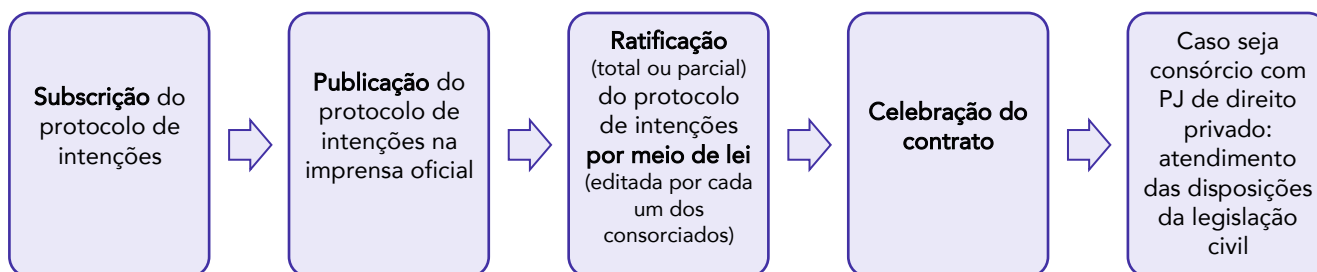 Subscrição do
protocolo de
intenções
Publicação do
protocolo de
intenções na
imprensa oficial
Ratificação
(total ou parcial)
do protocolo
de intenções
por meio de lei
(editada por cada
um dos
consorciados)
Celebração do
contrato
Caso seja
consórcio com
PJ de direito
privado:
atendimento
das disposições
da legislação
civil